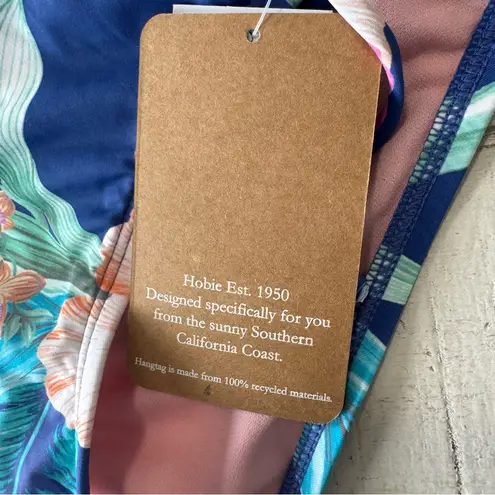 Hobie Est. 1950
Designed specifically for you
from the sunny Southern
California Coast.
Hangtag is made from 100% recycled materials.